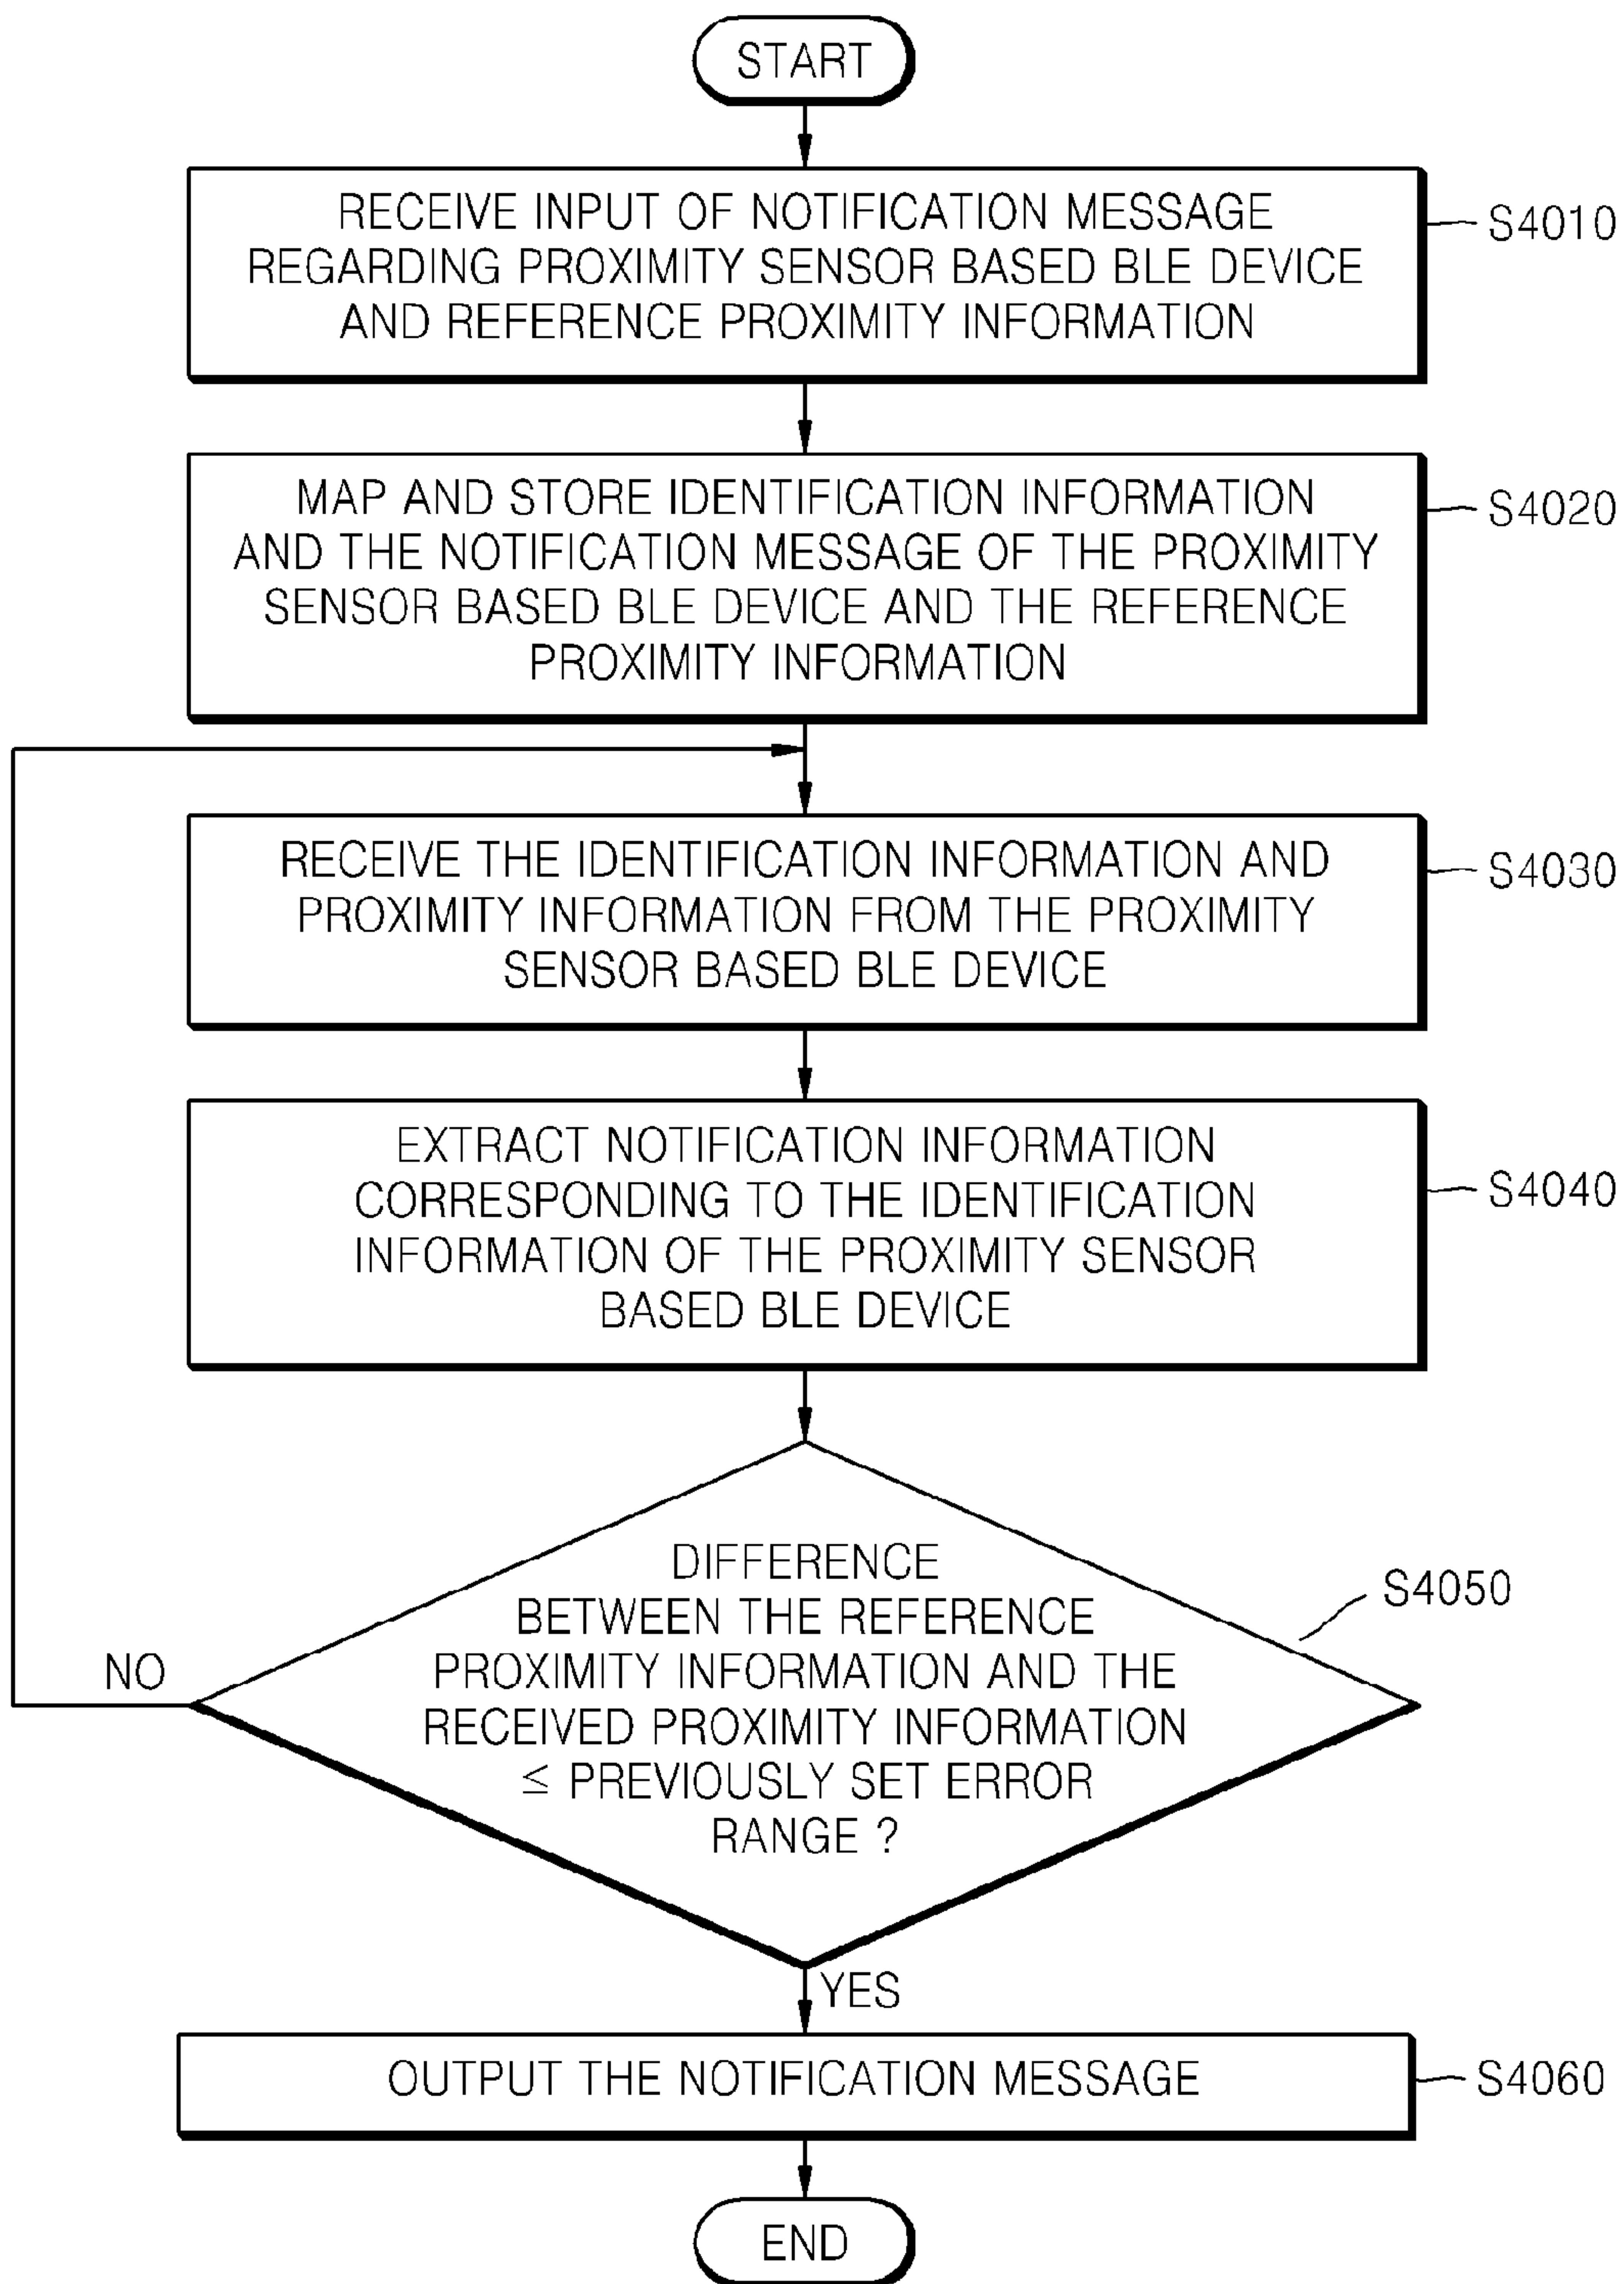 START
RECEIVE INPUT OF NOTIFICATION MESSAGE
REGARDING PROXIMITY SENSOR BASED BLE DEVICE
AND REFERENCE PROXIMITY INFORMATION
S4010
MAP AND STORE IDENTIFICATION INFORMATION
AND THE NOTIFICATION MESSAGE OF THE PROXIMITY
SENSOR BASED BLE DEVICE AND THE REFERENCE
PROXIMITY INFORMATION
S4020
RECEIVE THE IDENTIFICATION INFORMATION AND
PROXIMITY INFORMATION FROM THE PROXIMITY
SENSOR BASED BLE DEVICE
S4030
EXTRACT NOTIFICATION INFORMATION
CORRESPONDING TO THE IDENTIFICATION
INFORMATION OF THE PROXIMITY SENSOR
BASED BLE DEVICE
S4040
DIFFERENCE
BETWEEN THE REFERENCE
PROXIMITY INFORMATION AND THE
RECEIVED PROXIMITY INFORMATION
≤ PREVIOUSLY SET ERROR
RANGE ?
S4050
NO
YES
OUTPUT THE NOTIFICATION MESSAGE
S4060
END